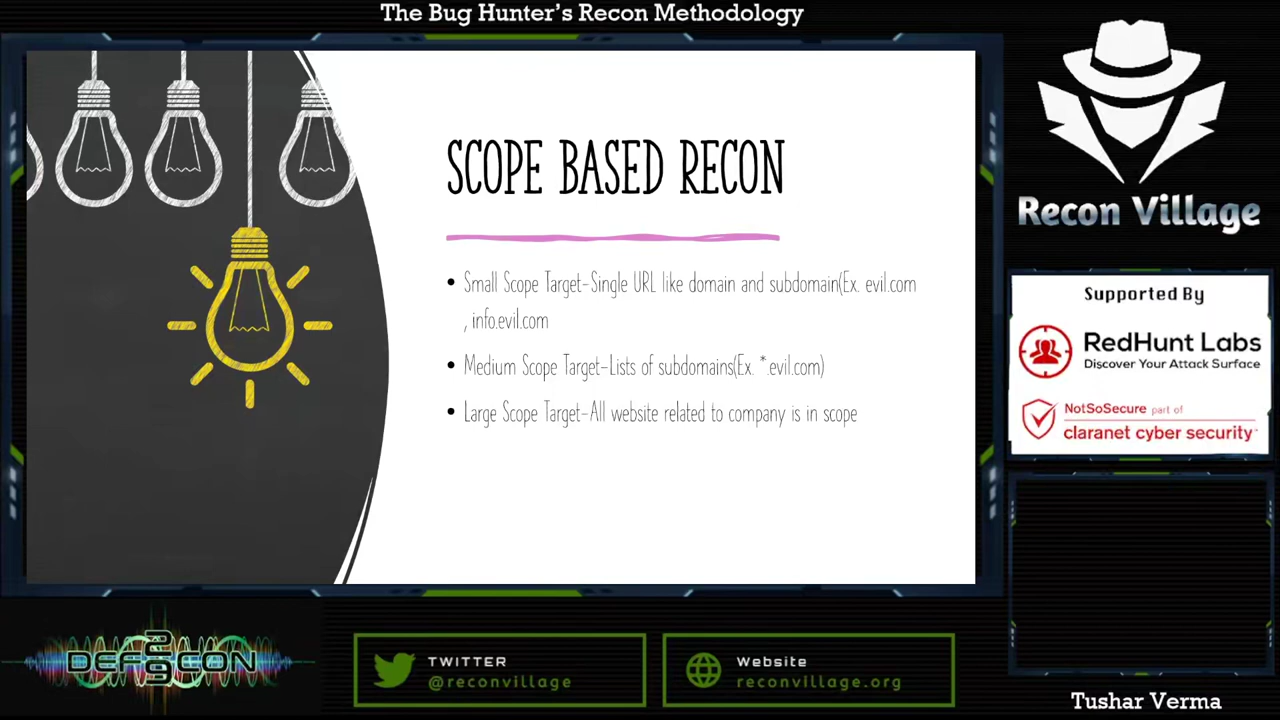 The Bug Hunter's Recon Methodology
SCOPE BASED RECON
• Small Scope Target-Single URL like domain and subdomain(Ex. evil.com
, info.evil.com
• Medium Scope Target-Lists of subdomains(Ex. *.evil.com)
• Large Scope Target-All website related to company is in scope
Recon Village
Supported By
RedHunt Labs
Discover Your Attack Surface
NotSoSecure part of
claranet cyber security
DEFCON
29
TWITTER
@reconvillage
Website
reconvillage.org
Tushar Verma